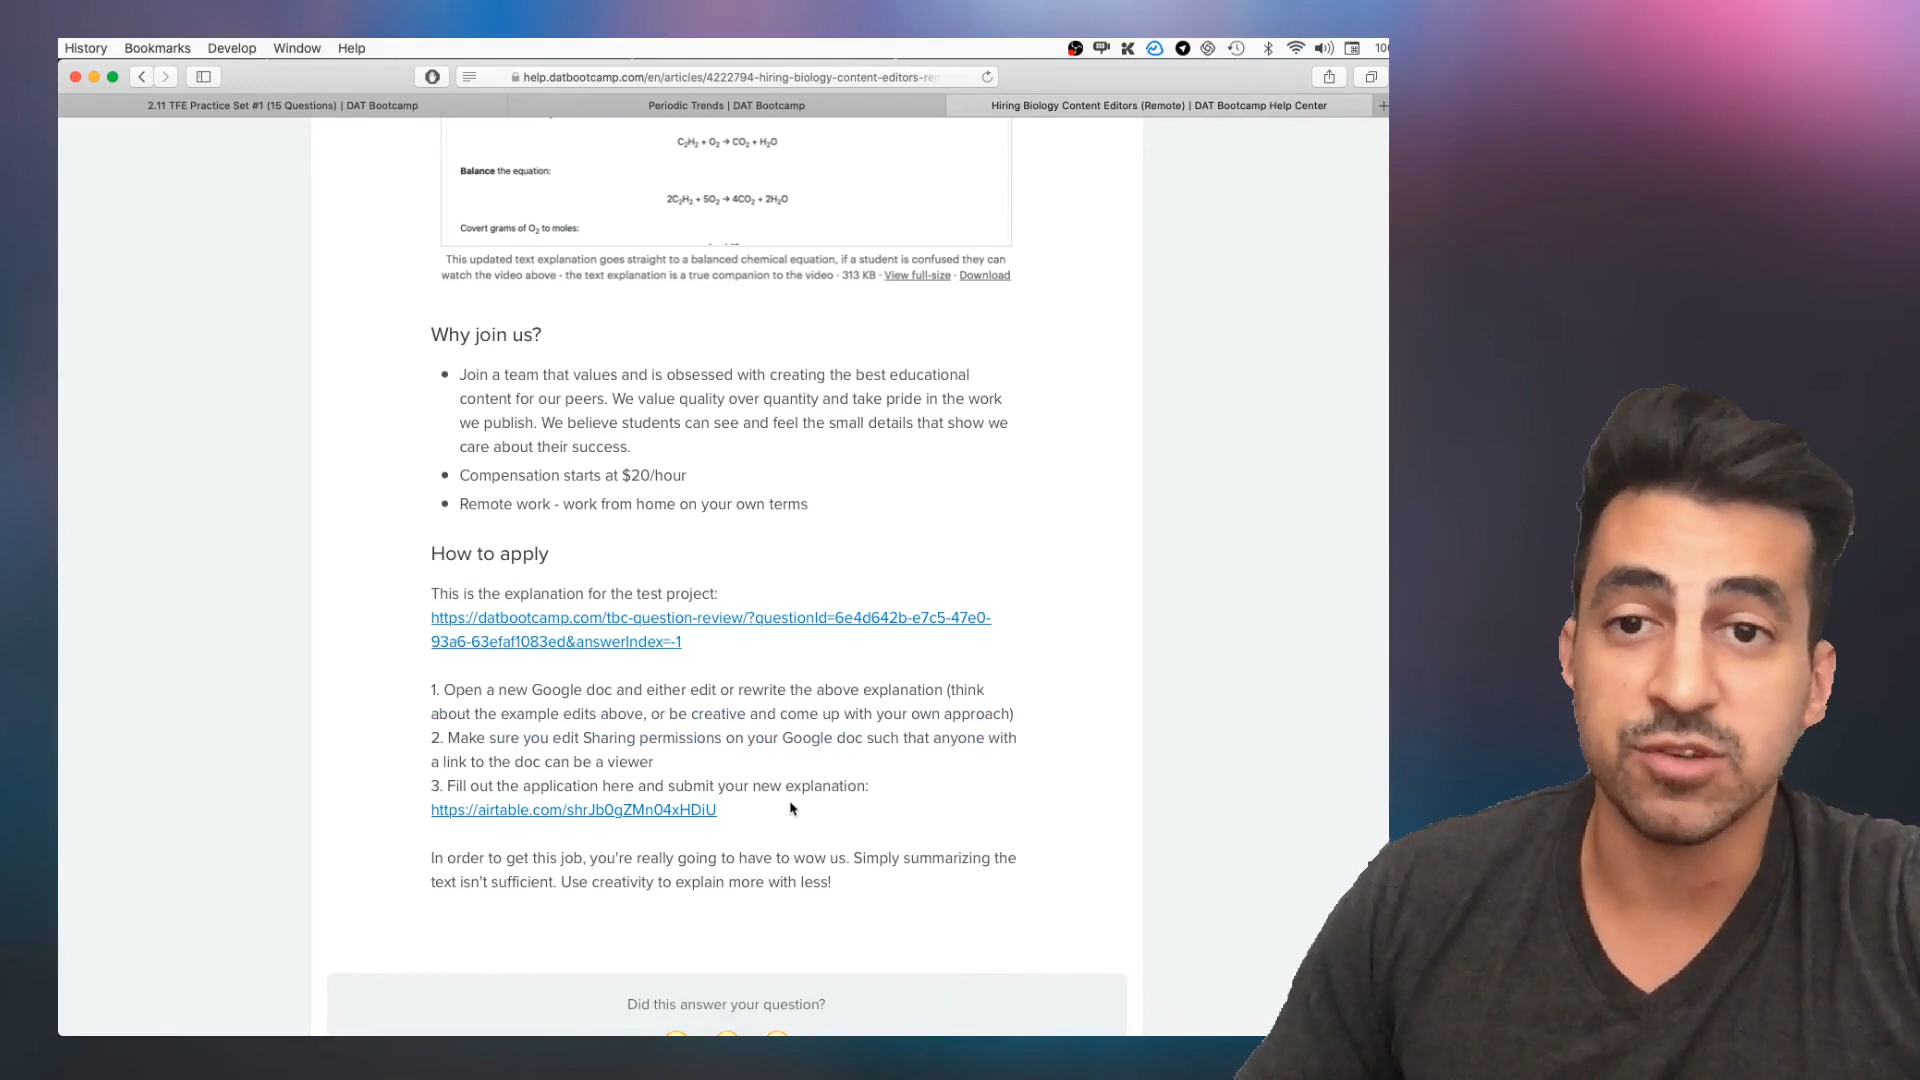 History Bookmarks Develop Window Help
help.datbootcamp.com/en/articles/4222794-hiring-biology-content-editors-re
2.11 TFE Practice Set #1 (15 Questions) | DAT Bootcamp
Periodic Trends | DAT Bootcamp
Hiring Biology Content Editors (Remote) | DAT Bootcamp Help Center
C₂H₂ + O₂ → CO₂ + H₂O
Balance the equation:
2C₂H₂ + 5O₂ → 4CO₂ + 2H₂O
Covert grams of O₂ to moles:
This updated text explanation goes straight to a balanced chemical equation, if a student is confused they can
watch the video above - the text explanation is a true companion to the video · 313 KB · View full-size · Download
Why join us?
• Join a team that values and is obsessed with creating the best educational
content for our peers. We value quality over quantity and take pride in the work
we publish. We believe students can see and feel the small details that show we
care about their success.
• Compensation starts at $20/hour
• Remote work - work from home on your own terms
How to apply
This is the explanation for the test project:
https://datbootcamp.com/tbc-question-review/?questionId=6e4d642b-e7c5-47e0-
93a6-63efaf1083ed&answerIndex=-1
1. Open a new Google doc and either edit or rewrite the above explanation (think
about the example edits above, or be creative and come up with your own approach)
2. Make sure you edit Sharing permissions on your Google doc such that anyone with
a link to the doc can be a viewer
3. Fill out the application here and submit your new explanation:
https://airtable.com/shrJb0gZMn04xHDiU
In order to get this job, you're really going to have to wow us. Simply summarizing the
text isn't sufficient. Use creativity to explain more with less!
Did this answer your question?